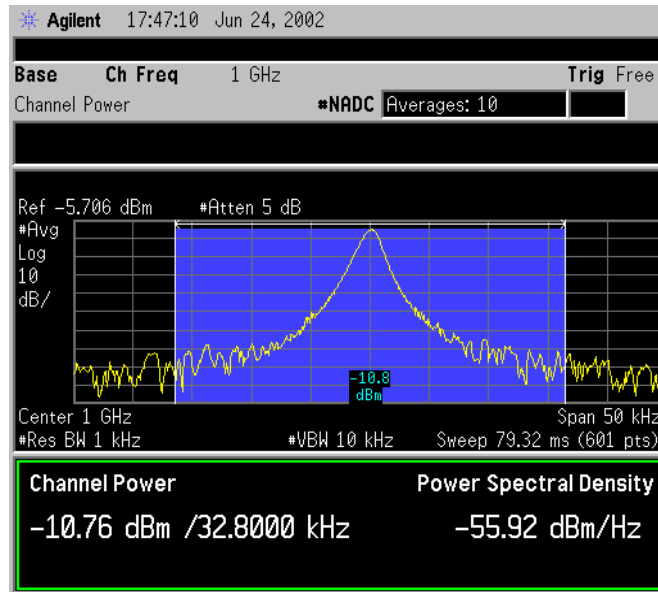 Agilent 17:47:10 Jun 24, 2002
Base Ch Freq 1 GHz Trig Free
Channel Power #NADC Averages: 10
Ref -5.706 dBm #Atten 5 dB
#Avg
Log
10
dB/
-10.8
dBm
Center 1 GHz Span 50 kHz
#Res BW 1 kHz #VBW 10 kHz Sweep 79.32 ms (601 pts)
Channel Power Power Spectral Density
-10.76 dBm /32.8000 kHz -55.92 dBm/Hz